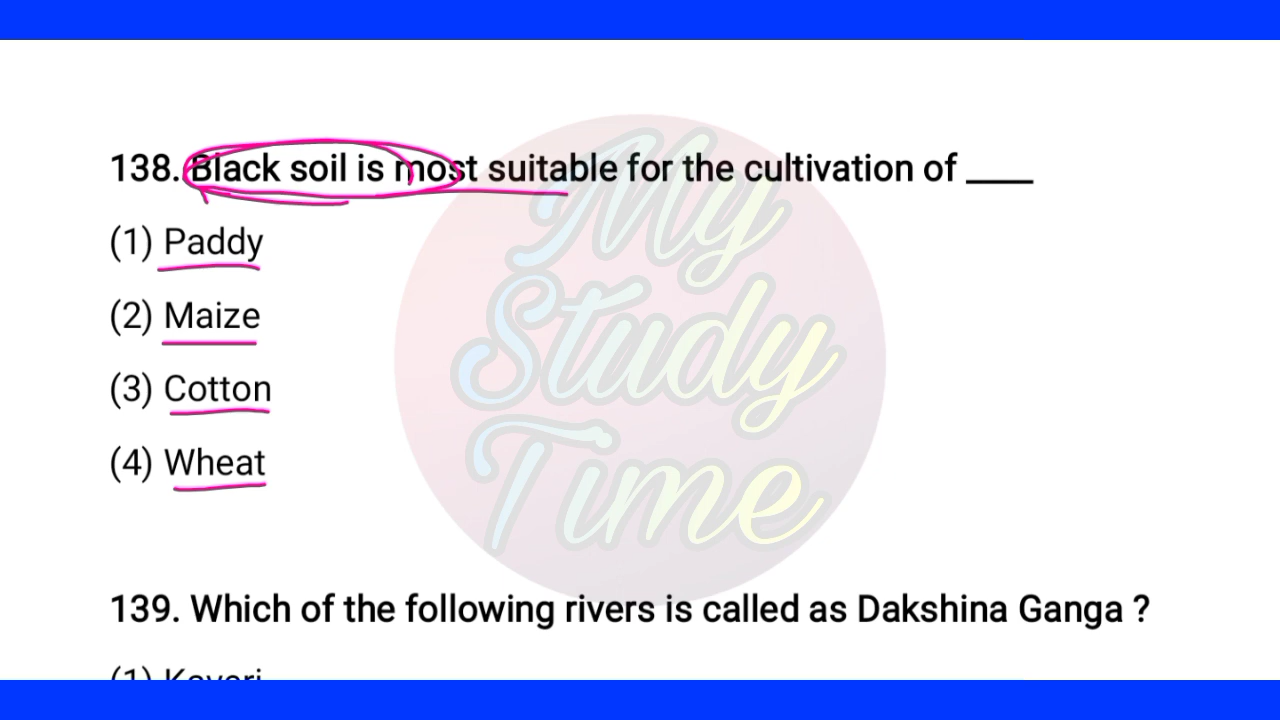 138. Black soil is most suitable for the cultivation of ____
(1) Paddy
(2) Maize
(3) Cotton
(4) Wheat
My
Study
Time
139. Which of the following rivers is called as Dakshina Ganga ?
(1) Kaveri